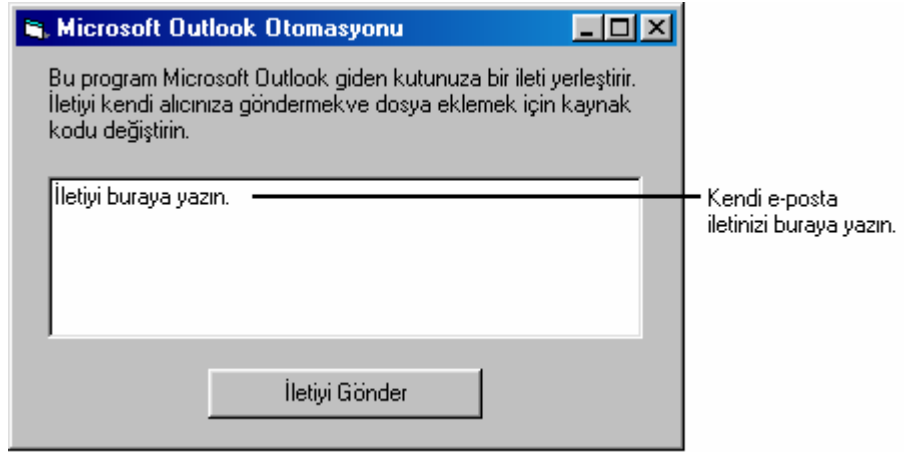 Microsoft Outlook Otomasyonu
Bu program Microsoft Outlook giden kutunuza bir ileti yerleştirir.
İletiyi kendi alıcınıza göndermekve dosya eklemek için kaynak
kodu değiştirin.
İletiyi buraya yazın.
Kendi e-posta
iletinizi buraya yazın.
İletiyi Gönder